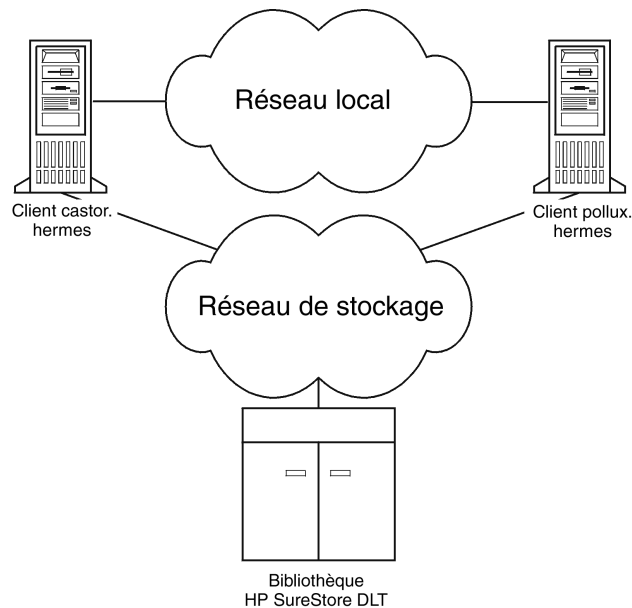 Réseau local
Client castor.
hermes
Client pollux.
hermes
Réseau de stockage
Bibliothèque
HP SureStore DLT